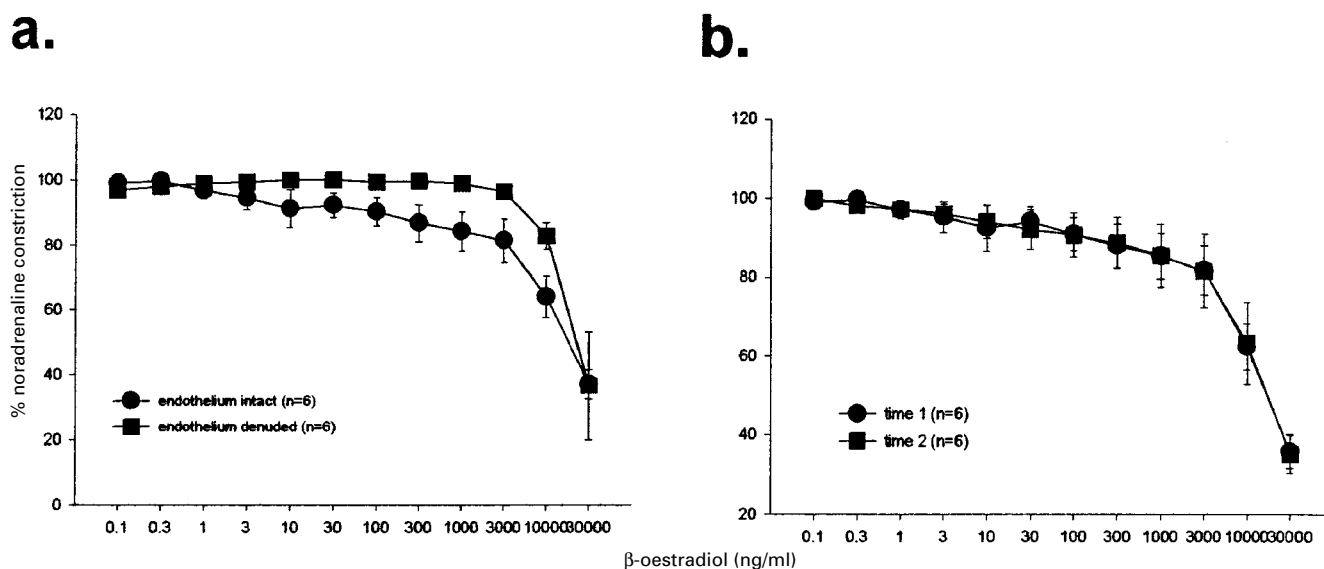 a.
% noradrenaline constriction
120
100
80
60
40
20
0
endothelium intact (n=6)
endothelium denuded (n=6)
0.1 0.3 1 3 10 30 100 300 1000 3000 10000 30000
b.
120
100
80
60
40
20
time 1 (n=6)
time 2 (n=6)
0.1 0.3 1 3 10 30 100 300 1000 3000 10000 30000
β-oestradiol (ng/ml)